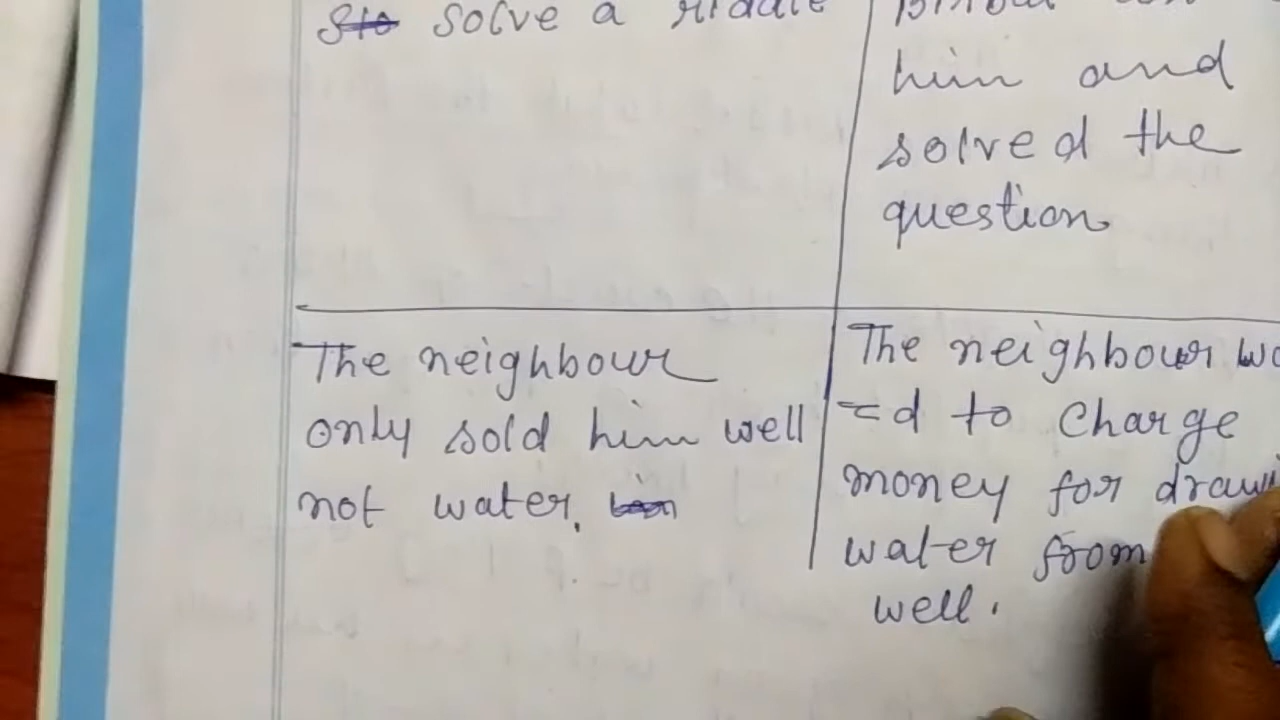 solve a riddle
him and
solved the
question
The neighbour
only sold him well
not water.
The neighbour
=d to charge
money for
water from
well.